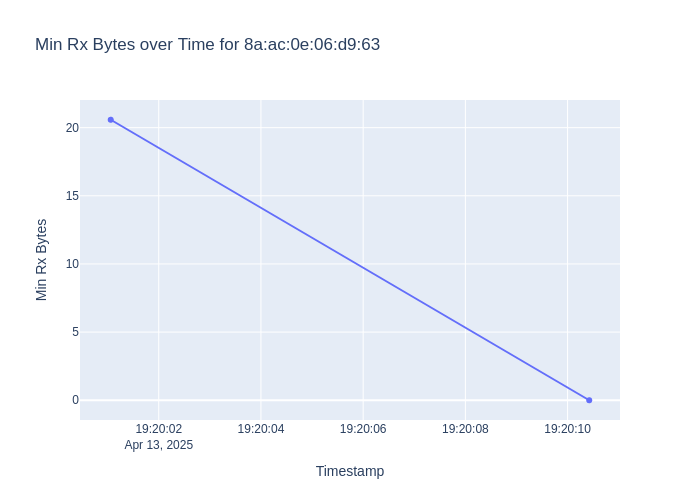 Min Rx Bytes over Time for 8a:ac:0e:06:d9:63
20
15
10
5
0
Min Rx Bytes
19:20:02 19:20:04 19:20:06 19:20:08 19:20:10
Apr 13, 2025
Timestamp